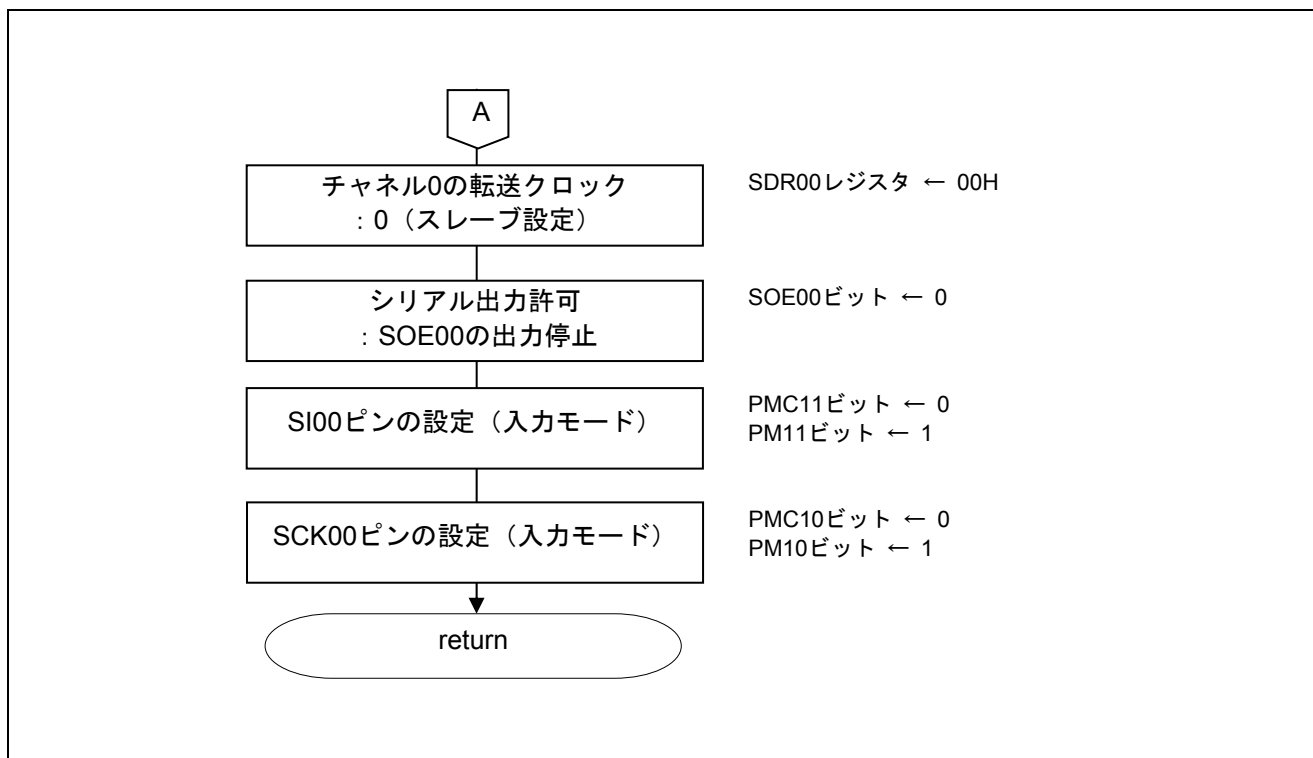 A
チャネル0の転送クロック
：0（スレーブ設定）
SDR00レジスタ ← 00H
シリアル出力許可
：SOE00の出力停止
SOE00ビット ← 0
SI00ピンの設定（入力モード）
PMC11ビット ← 0
PM11ビット ← 1
SCK00ピンの設定（入力モード）
PMC10ビット ← 0
PM10ビット ← 1
return